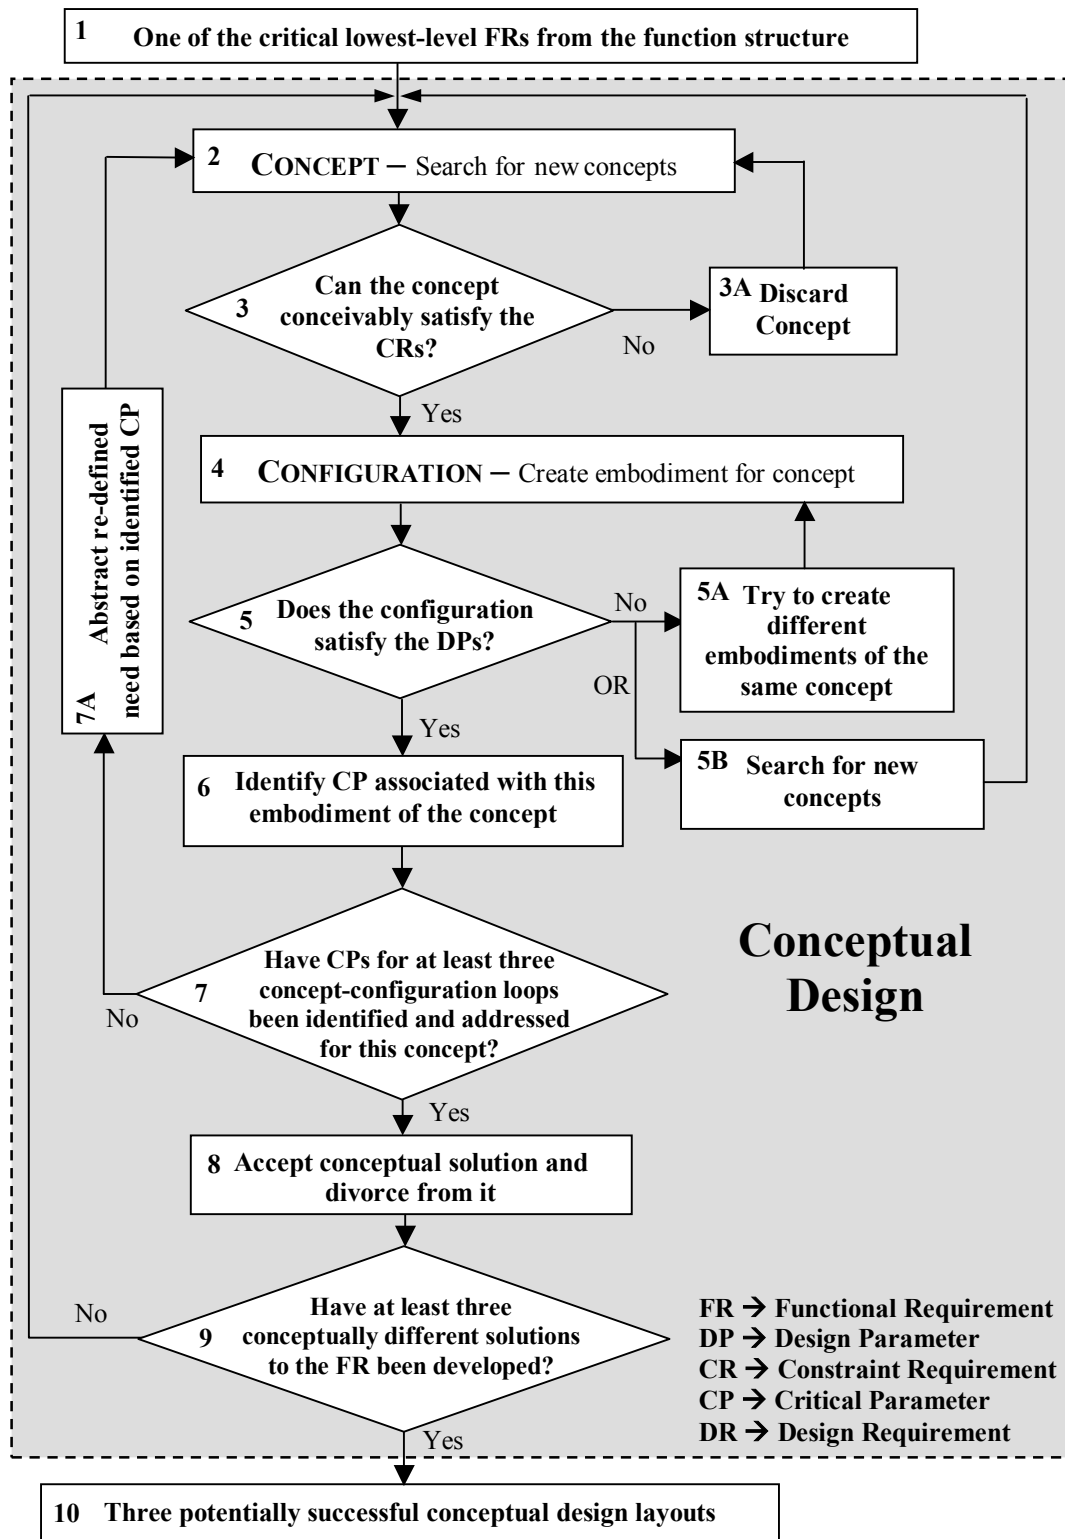 1 One of the critical lowest-level FRs from the function structure
2 CONCEPT – Search for new concepts
3 Can the concept
conceivably satisfy the
CRs?
No
3A Discard
Concept
Yes
4 CONFIGURATION – Create embodiment for concept
5 Does the configuration
satisfy the DPs?
No
OR
5A Try to create
different
embodiments of the
same concept
5B Search for new
concepts
Yes
6 Identify CP associated with this
embodiment of the concept
7A Abstract re-defined
need based on identified CP
7 Have CPs for at least three
concept-configuration loops
been identified and addressed
for this concept?
No
Yes
Conceptual
Design
8 Accept conceptual solution and
divorce from it
9 Have at least three
conceptually different solutions
to the FR been developed?
No
Yes
FR → Functional Requirement
DP → Design Parameter
CR → Constraint Requirement
CP → Critical Parameter
DR → Design Requirement
10 Three potentially successful conceptual design layouts